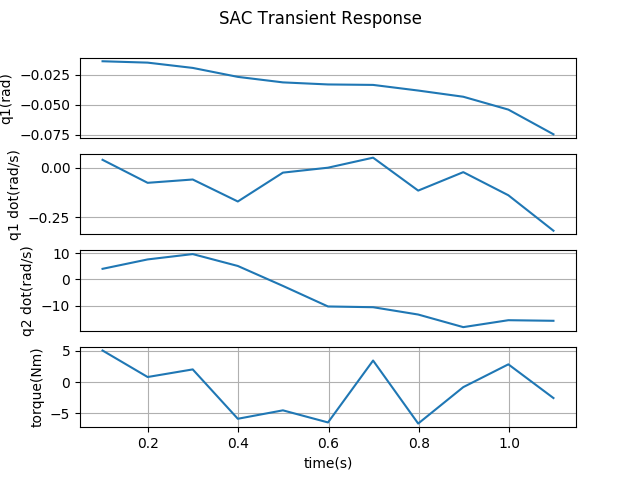 SAC Transient Response
q1(rad)
−0.025
−0.050
−0.075
q1 dot(rad/s)
0.00
−0.25
q2 dot(rad/s)
10
0
−10
torque(Nm)
5
0
−5
0.2 0.4 0.6 0.8 1.0
time(s)